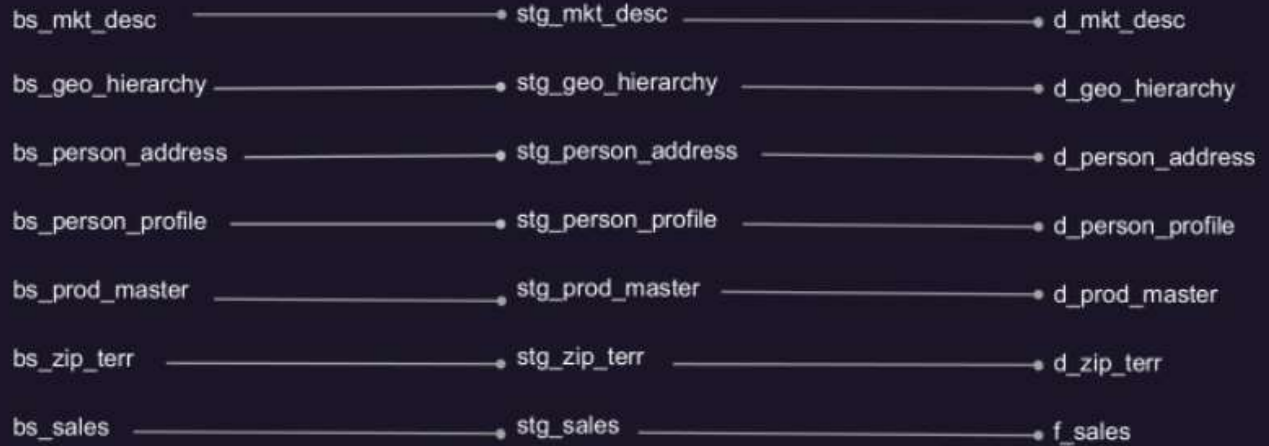 bs_mkt_desc stg_mkt_desc d_mkt_desc
bs_geo_hierarchy stg_geo_hierarchy d_geo_hierarchy
bs_person_address stg_person_address d_person_address
bs_person_profile stg_person_profile d_person_profile
bs_prod_master stg_prod_master d_prod_master
bs_zip_terr stg_zip_terr d_zip_terr
bs_sales stg_sales f_sales